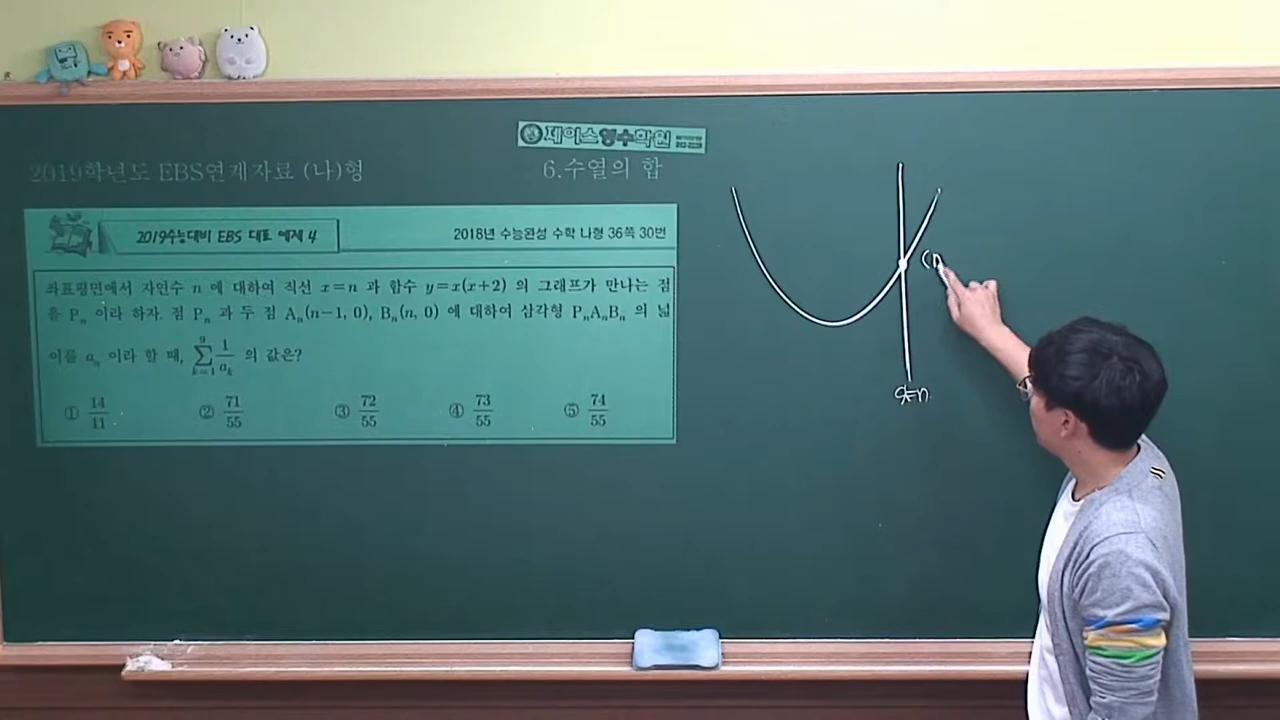 제이스영수학원
2019학년도 EBS연계자료 (나)형
6.수열의 합
2019수능대비 EBS 대표 예제 4
2018년 수능완성 수학 나형 36쪽 30번
좌표평면에서 자연수 n 에 대하여 직선 x=n 과 함수 y=x(x+2) 의 그래프가 만나는 점
을 Pₙ 이라 하자. 점 Pₙ 과 두 점 Aₙ(n-1, 0), Bₙ(n, 0) 에 대하여 삼각형 PₙAₙBₙ 의 넓
이를 aₙ 이라 할 때, ∑_{k=1}^{9} 1/aₖ 의 값은?
① 14/11 ② 71/55 ③ 72/55 ④ 73/55 ⑤ 74/55
(n
x=n